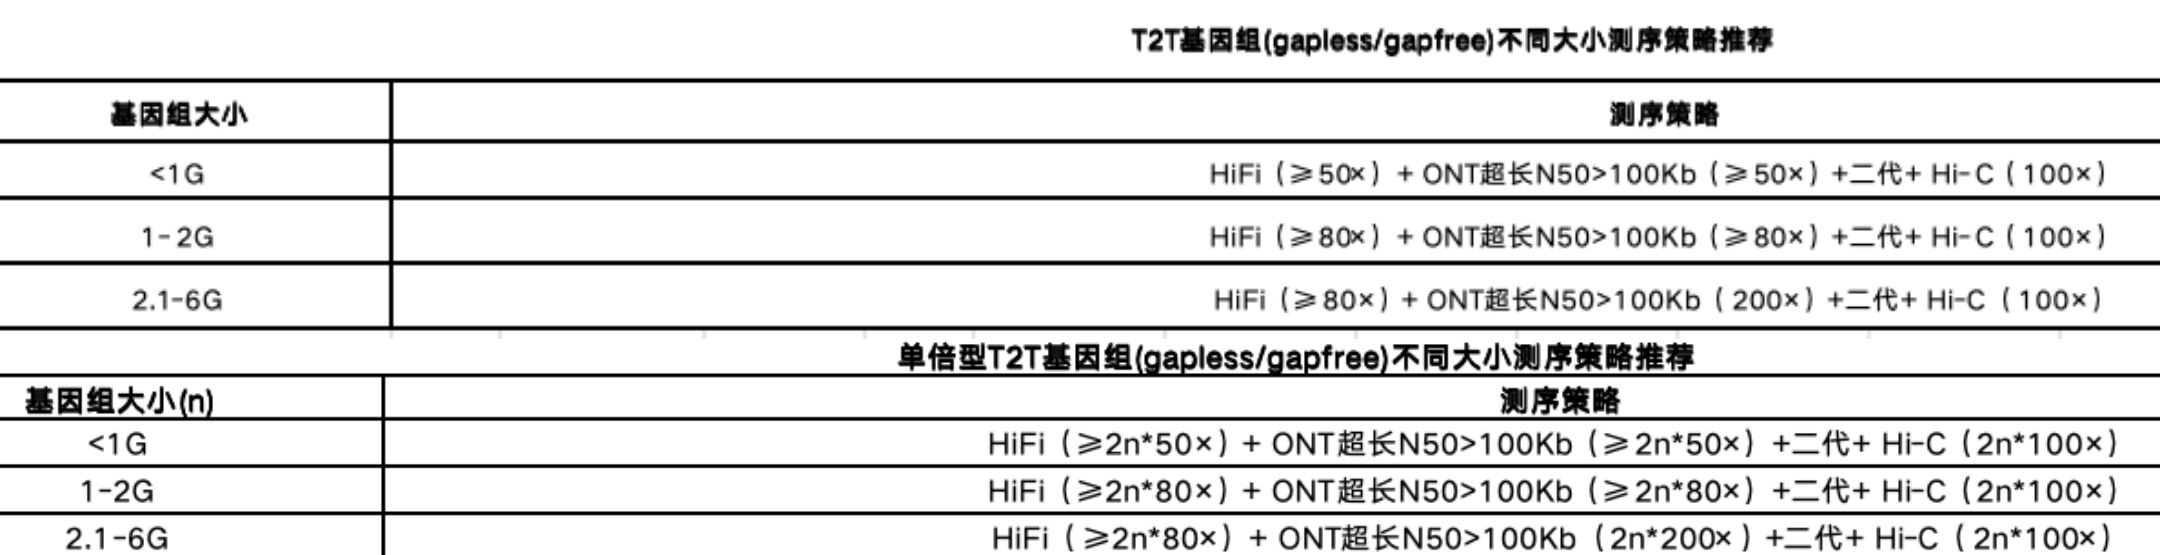 T2T基因组(gapless/gapfree)不同大小测序策略推荐
基因组大小 测序策略
<1G HiFi（≥50×）+ ONT超长N50>100Kb（≥50×）+二代+ Hi-C（100×）
1-2G HiFi（≥80×）+ ONT超长N50>100Kb（≥80×）+二代+ Hi-C（100×）
2.1-6G HiFi（≥80×）+ ONT超长N50>100Kb（200×）+二代+ Hi-C（100×）
单倍型T2T基因组(gapless/gapfree)不同大小测序策略推荐
基因组大小(n) 测序策略
<1G HiFi（≥2n*50×）+ ONT超长N50>100Kb（≥2n*50×）+二代+ Hi-C（2n*100×）
1-2G HiFi（≥2n*80×）+ ONT超长N50>100Kb（≥2n*80×）+二代+ Hi-C（2n*100×）
2.1-6G HiFi（≥2n*80×）+ ONT超长N50>100Kb（2n*200×）+二代+ Hi-C（2n*100×）